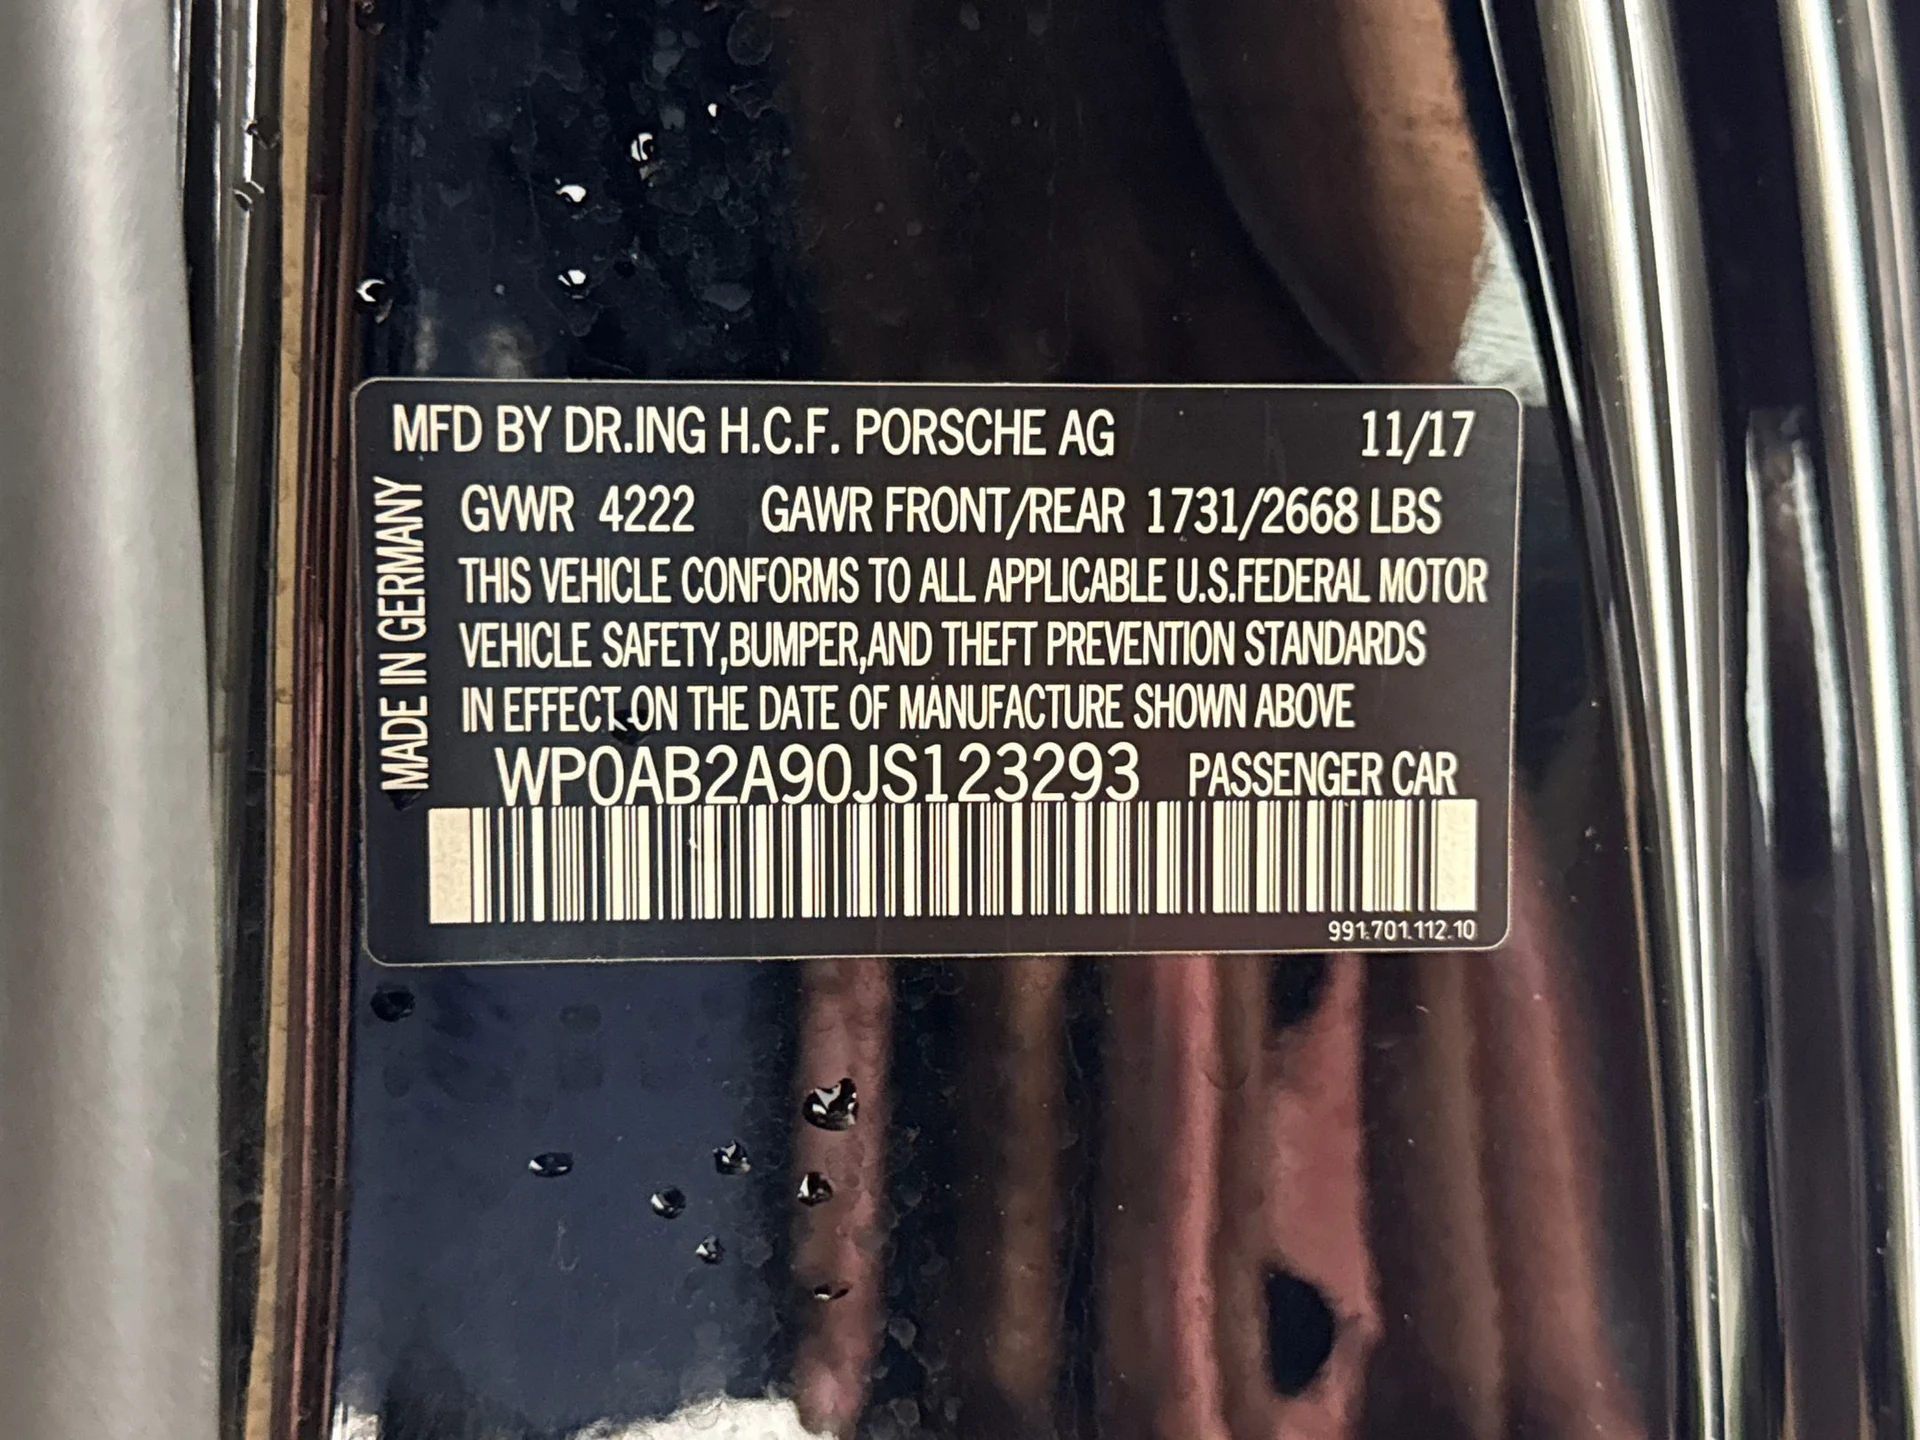 MFD BY DR.ING H.C.F. PORSCHE AG 11/17
MADE IN GERMANY
GVWR 4222 GAWR FRONT/REAR 1731/2668 LBS
THIS VEHICLE CONFORMS TO ALL APPLICABLE U.S.FEDERAL MOTOR
VEHICLE SAFETY,BUMPER,AND THEFT PREVENTION STANDARDS
IN EFFECT ON THE DATE OF MANUFACTURE SHOWN ABOVE
WP0AB2A90JS123293 PASSENGER CAR
991.701.112.10